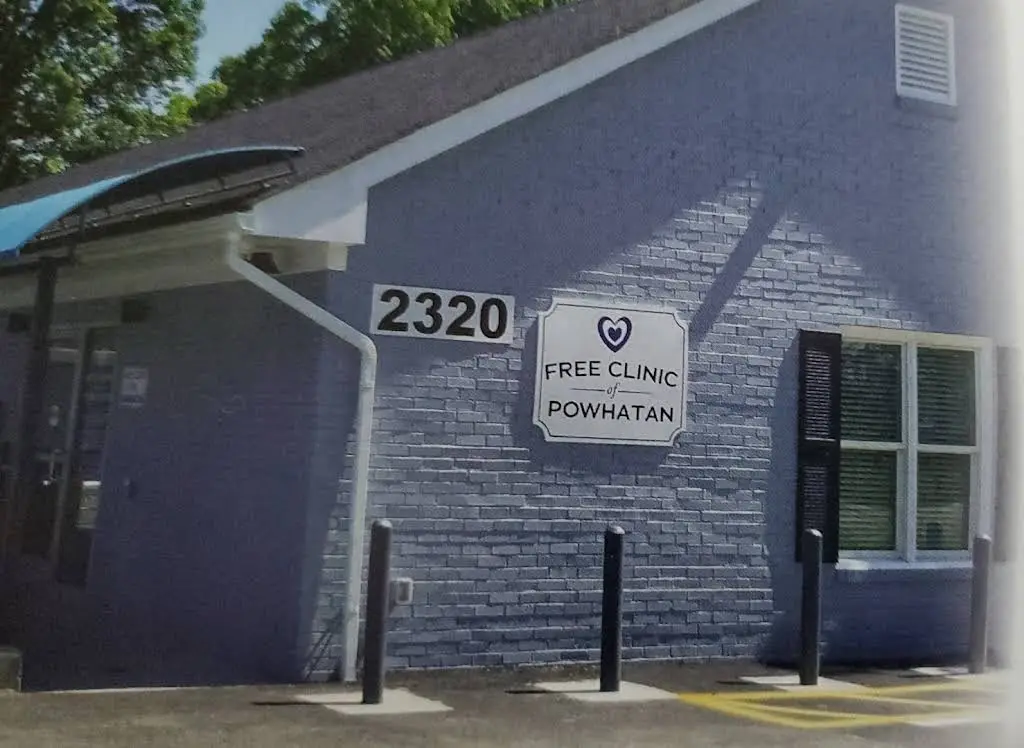 2320
FREE CLINIC
of
POWHATAN